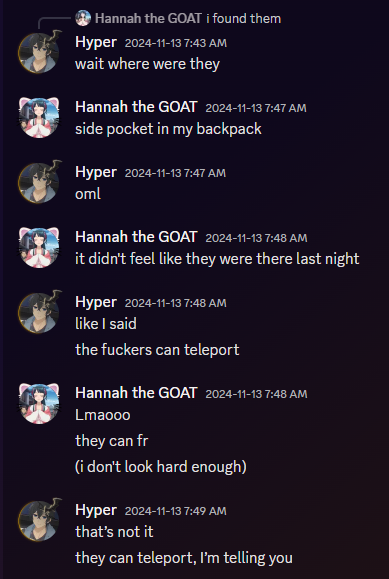 Hannah the GOAT i found them
Hyper 2024-11-13 7:43 AM
wait where were they
Hannah the GOAT 2024-11-13 7:47 AM
side pocket in my backpack
Hyper 2024-11-13 7:47 AM
oml
Hannah the GOAT 2024-11-13 7:48 AM
it didn't feel like they were there last night
Hyper 2024-11-13 7:48 AM
like I said
the fuckers can teleport
Hannah the GOAT 2024-11-13 7:48 AM
Lmaooo
they can fr
(i don't look hard enough)
Hyper 2024-11-13 7:49 AM
that’s not it
they can teleport, I’m telling you